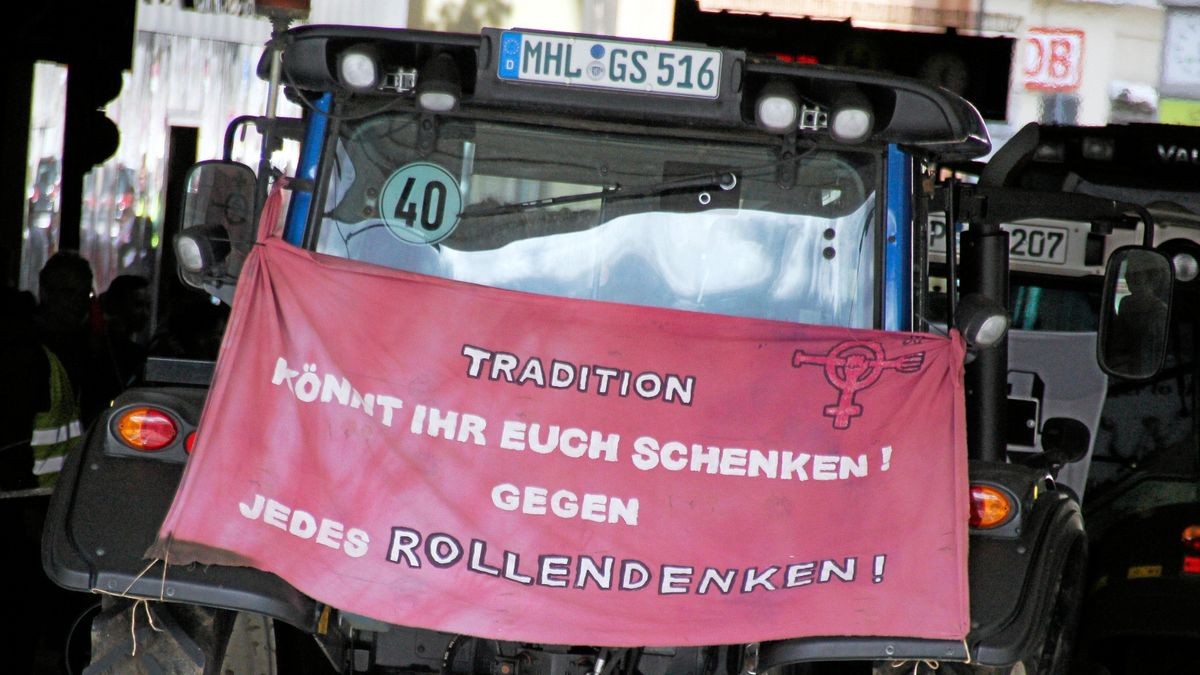 D MHL GS 516
DB
40
207
TRADITION
KÖNNT IHR EUCH SCHENKEN!
GEGEN
JEDES ROLLENDENKEN!